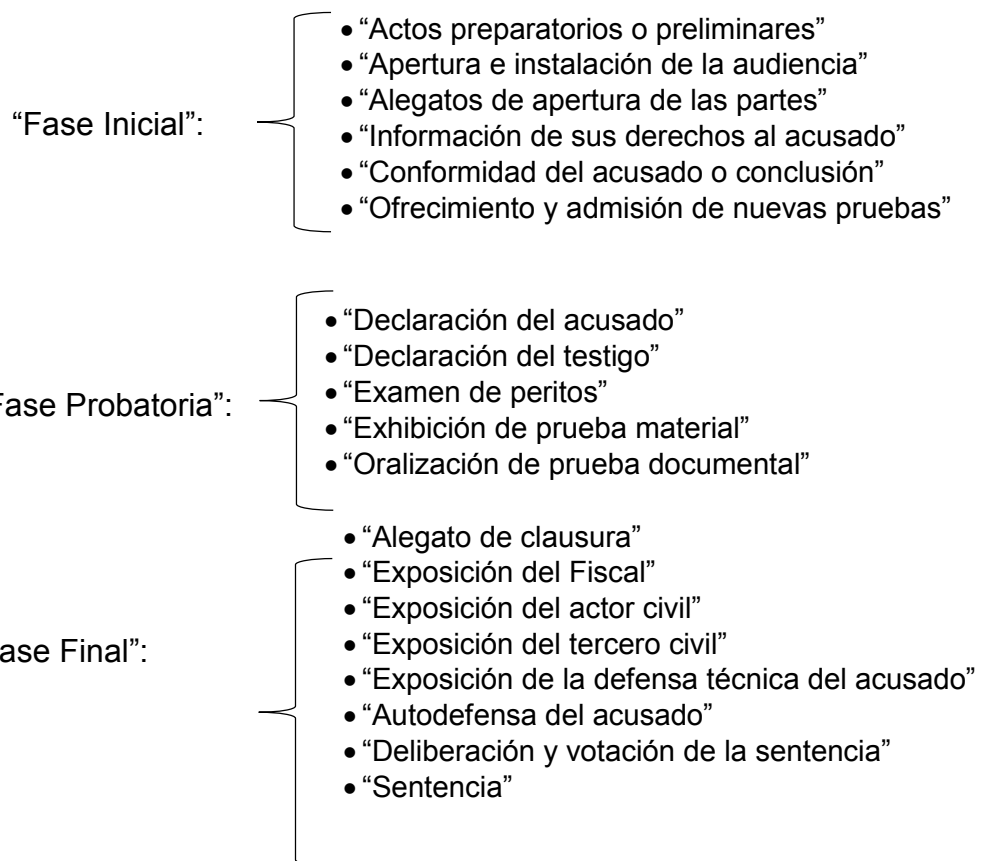 “Fase Inicial”:
• “Actos preparatorios o preliminares”
• “Apertura e instalación de la audiencia”
• “Alegatos de apertura de las partes”
• “Información de sus derechos al acusado”
• “Conformidad del acusado o conclusión”
• “Ofrecimiento y admisión de nuevas pruebas”
Fase Probatoria”:
• “Declaración del acusado”
• “Declaración del testigo”
• “Examen de peritos”
• “Exhibición de prueba material”
• “Oralización de prueba documental”
ase Final”:
• “Alegato de clausura”
• “Exposición del Fiscal”
• “Exposición del actor civil”
• “Exposición del tercero civil”
• “Exposición de la defensa técnica del acusado”
• “Autodefensa del acusado”
• “Deliberación y votación de la sentencia”
• “Sentencia”